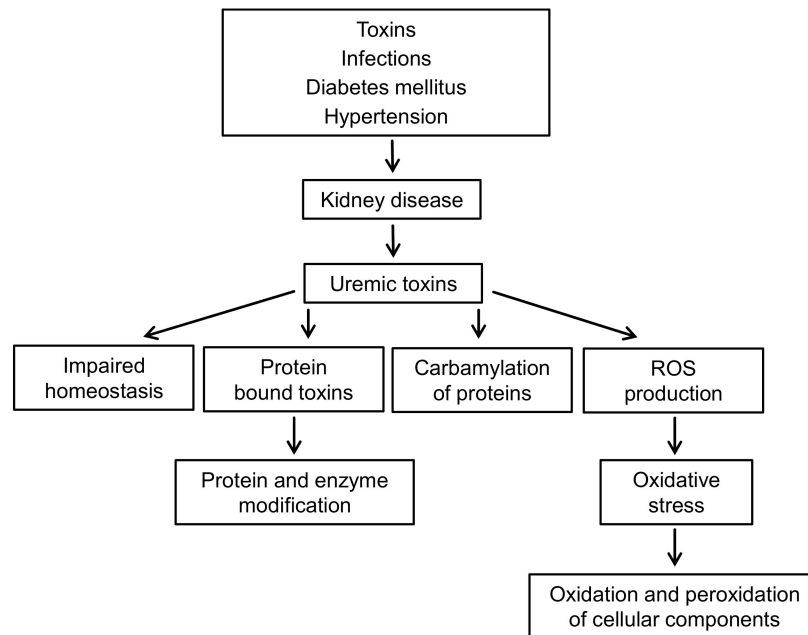 Toxins
Infections
Diabetes mellitus
Hypertension
Kidney disease
Uremic toxins
Impaired
homeostasis
Protein
bound toxins
Carbamylation
of proteins
ROS
production
Protein and enzyme
modification
Oxidative
stress
Oxidation and peroxidation
of cellular components